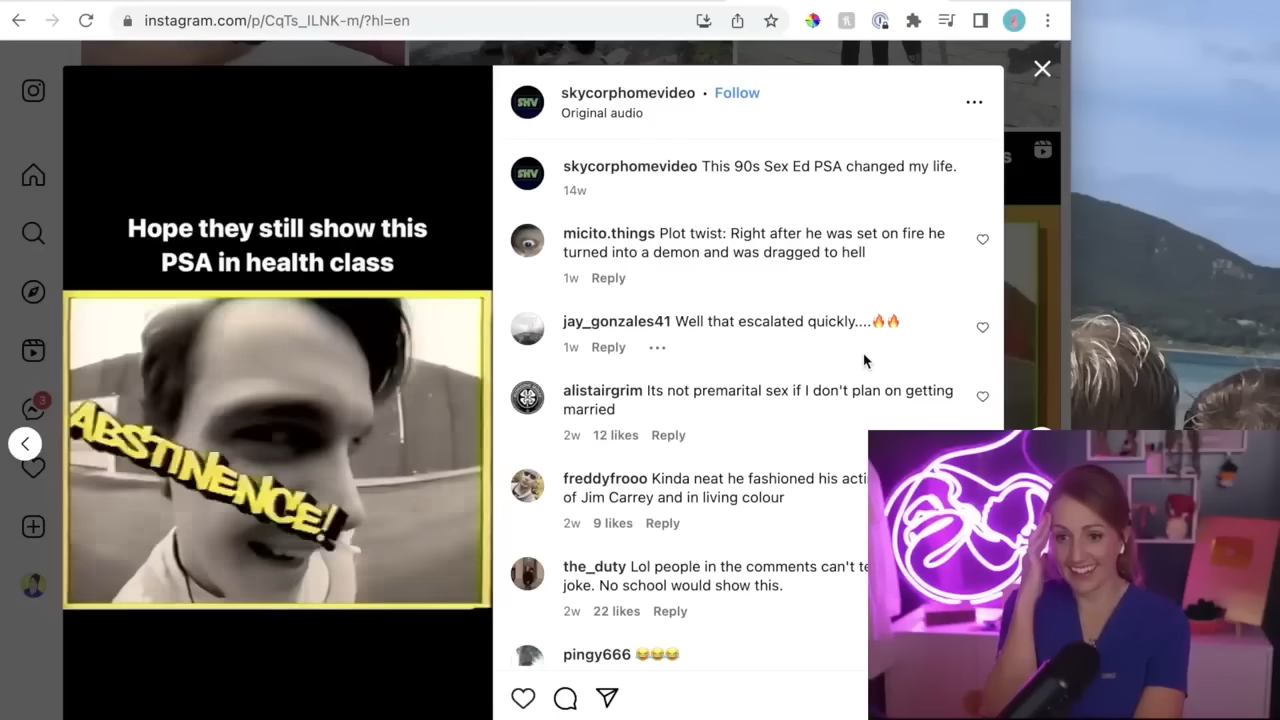 instagram.com/p/CqTs_ILNK-m/?hl=en
skycorphomevideo • Follow
Original audio
skycorphomevideo This 90s Sex Ed PSA changed my life.
14w
Hope they still show this
PSA in health class
ABSTINENCE!
micito.things Plot twist: Right after he was set on fire he
turned into a demon and was dragged to hell
1w Reply
jay_gonzales41 Well that escalated quickly....🔥🔥
1w Reply
alistairgrim Its not premarital sex if I don't plan on getting
married
2w 12 likes Reply
freddyfrooo Kinda neat he fashioned his acti
of Jim Carrey and in living colour
2w 9 likes Reply
the_duty Lol people in the comments can't te
joke. No school would show this.
2w 22 likes Reply
pingy666 😂😂😂
SHV
SHV
3
s